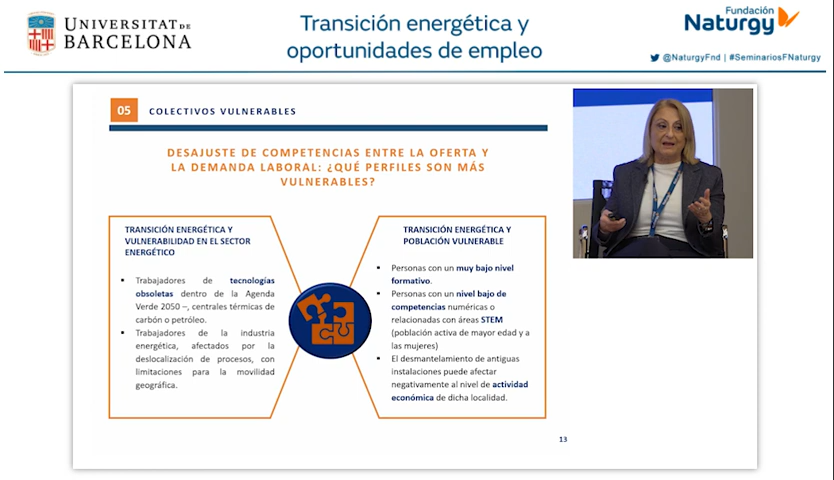 UNIVERSITAT DE
BARCELONA
Transición energética y
oportunidades de empleo
Fundación
Naturgy
@NaturgyFnd | #SeminariosFNaturgy
05 COLECTIVOS VULNERABLES
DESAJUSTE DE COMPETENCIAS ENTRE LA OFERTA Y
LA DEMANDA LABORAL: ¿QUÉ PERFILES SON MÁS
VULNERABLES?
TRANSICIÓN ENERGÉTICA Y
VULNERABILIDAD EN EL SECTOR
ENERGÉTICO
▪ Trabajadores de tecnologías
obsoletas dentro de la Agenda
Verde 2050 –, centrales térmicas de
carbón o petróleo.
▪ Trabajadores de la industria
energética, afectados por la
deslocalización de procesos, con
limitaciones para la movilidad
geográfica.
TRANSICIÓN ENERGÉTICA Y
POBLACIÓN VULNERABLE
▪ Personas con un muy bajo nivel
formativo.
▪ Personas con un nivel bajo de
competencias numéricas o
relacionadas con áreas STEM
(población activa de mayor edad y a
las mujeres)
▪ El desmantelamiento de antiguas
instalaciones puede afectar
negativamente al nivel de actividad
económica de dicha localidad.
13